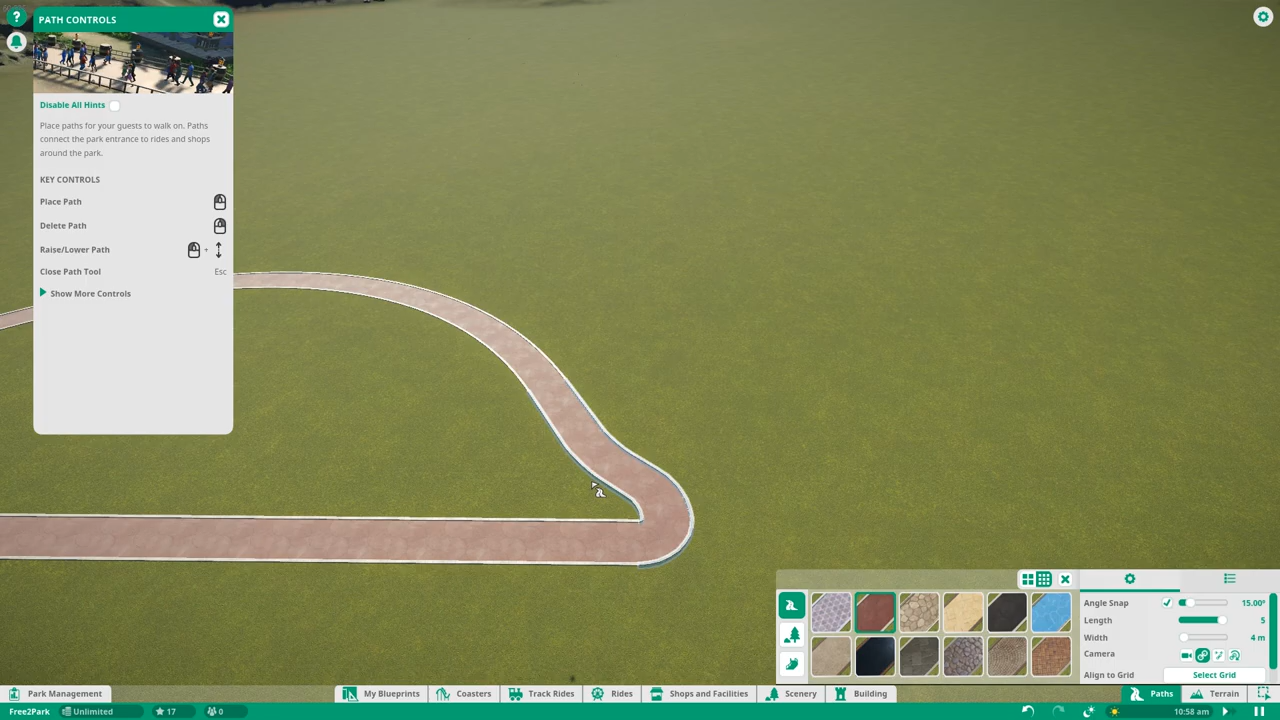 ?
PATH CONTROLS
Disable All Hints
Place paths for your guests to walk on. Paths
connect the park entrance to rides and shops
around the park.
KEY CONTROLS
Place Path
Delete Path
Raise/Lower Path +
Close Path Tool Esc
Show More Controls
Angle Snap 15.00°
Length 5
Width 4 m
Camera
Align to Grid Select Grid
Park Management My Blueprints Coasters Track Rides Rides Shops and Facilities Scenery Building Paths Terrain
Free2Park Unlimited 17 0 10:58 am